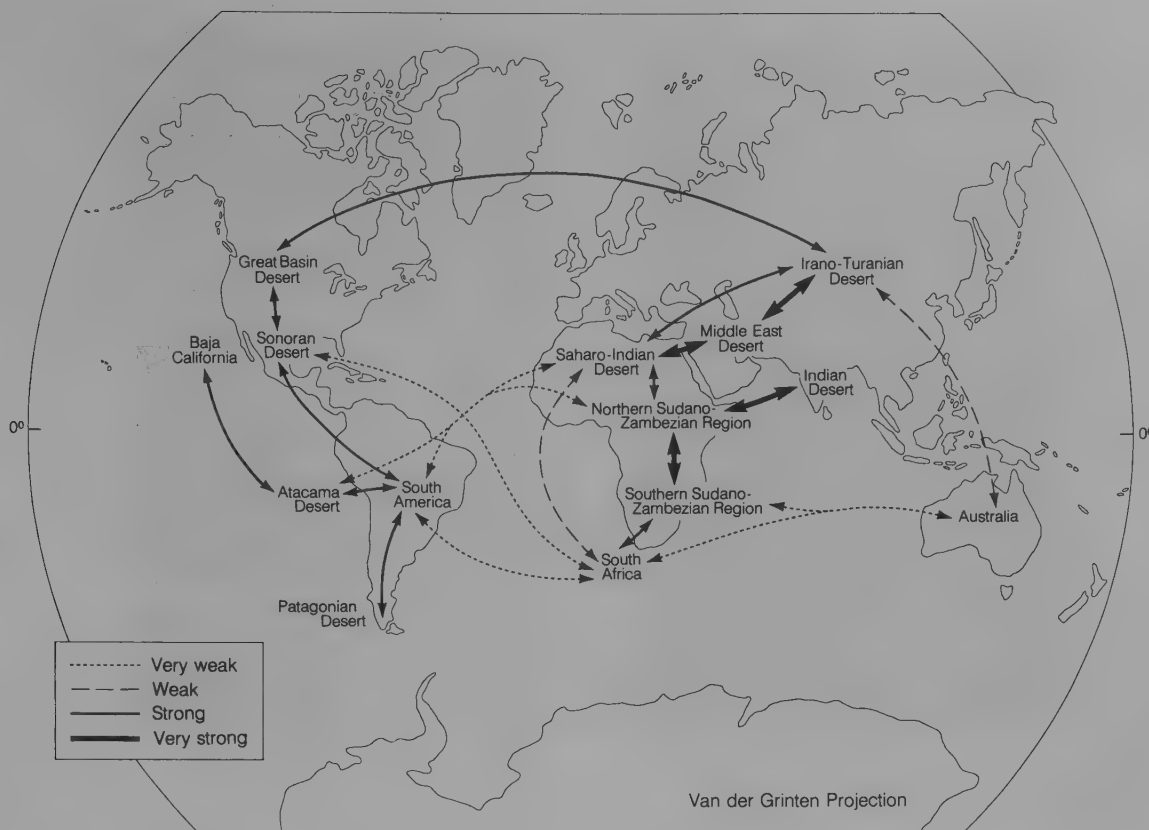 Great Basin
Desert
Irano-Turanian
Desert
Baja
California
Sonoran
Desert
Middle East
Desert
Saharo-Indian
Desert
Indian
Desert
Northern Sudano-
Zambezian Region
0º
0º
Atacama
Desert
South
America
Southern Sudano-
Zambezian Region
Australia
South
Africa
Patagonian
Desert
Very weak
Weak
Strong
Very strong
Van der Grinten Projection